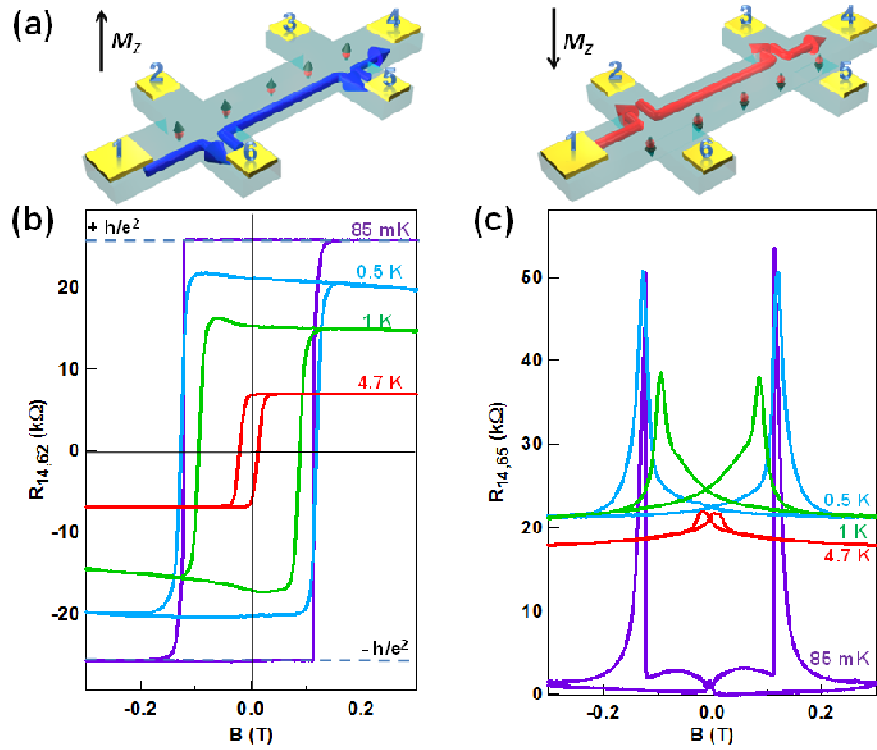 (a)
M_Z
1
2
3
4
5
6
M_Z
1
2
3
4
5
6
(b)
+ h/e²
85 mK
20
0.5 K
1 K
10
4.7 K
0
-10
-20
- h/e²
-0.2
0.0
0.2
B (T)
R_14,62 (kΩ)
(c)
50
40
30
20
10
0
0.5 K
1 K
4.7 K
85 mK
-0.2
0.0
0.2
B (T)
R_14,65 (kΩ)